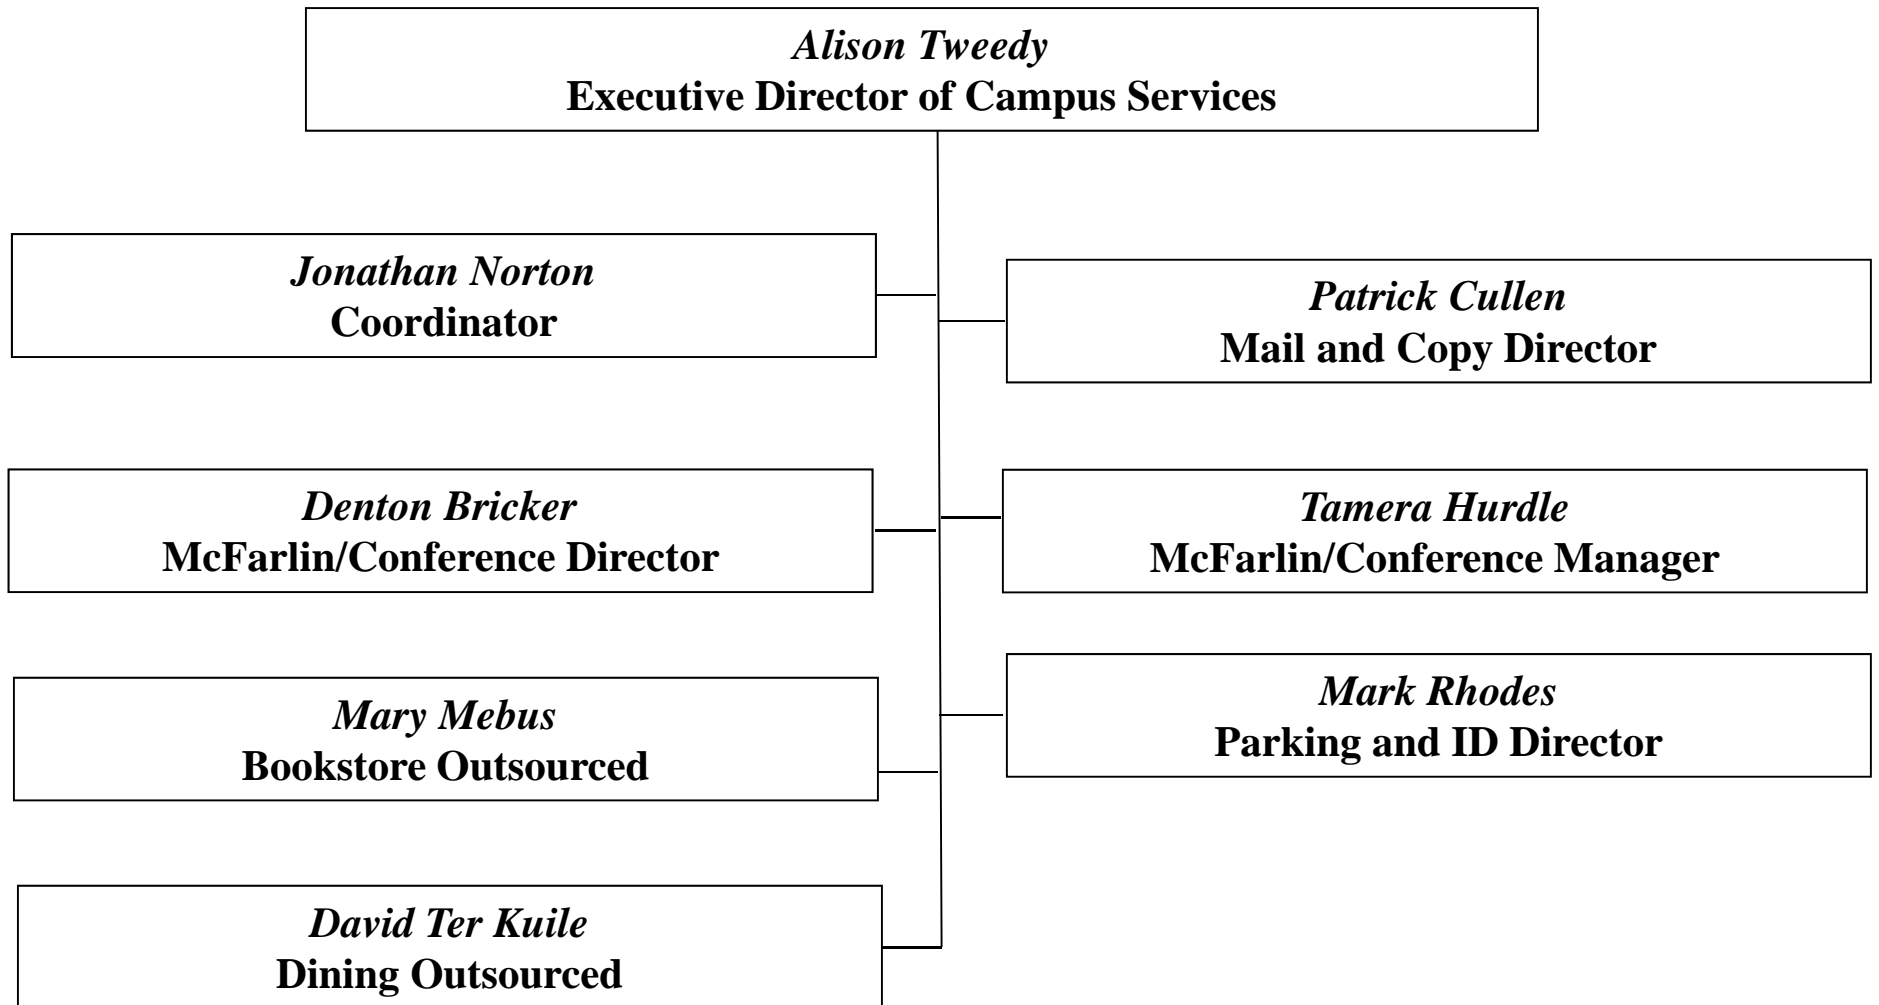 Alison Tweedy
Executive Director of Campus Services
Jonathan Norton
Coordinator
Patrick Cullen
Mail and Copy Director
Denton Bricker
McFarlin/Conference Director
Tamera Hurdle
McFarlin/Conference Manager
Mary Mebus
Bookstore Outsourced
Mark Rhodes
Parking and ID Director
David Ter Kuile
Dining Outsourced